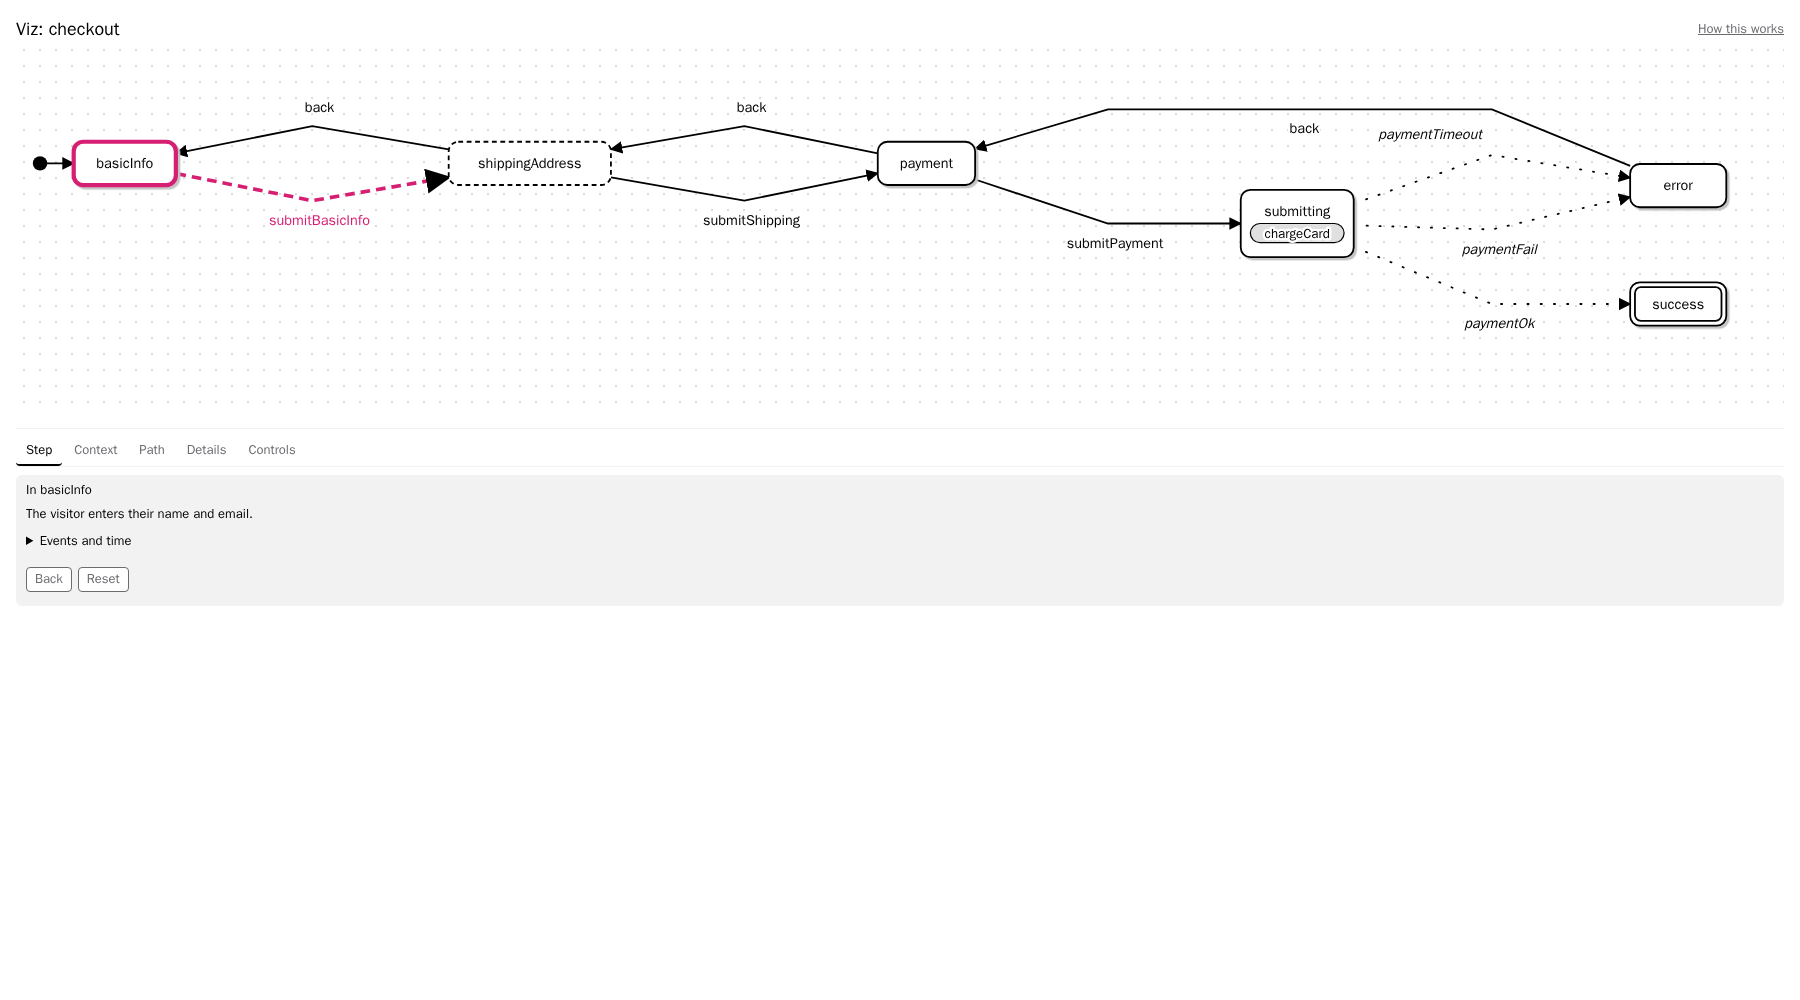 Viz: checkout
How this works
back
back
back
paymentTimeout
basicInfo
shippingAddress
payment
error
submitting
chargeCard
submitBasicInfo
submitShipping
submitPayment
paymentFail
success
paymentOk
Step Context Path Details Controls
In basicInfo
The visitor enters their name and email.
Events and time
Back Reset